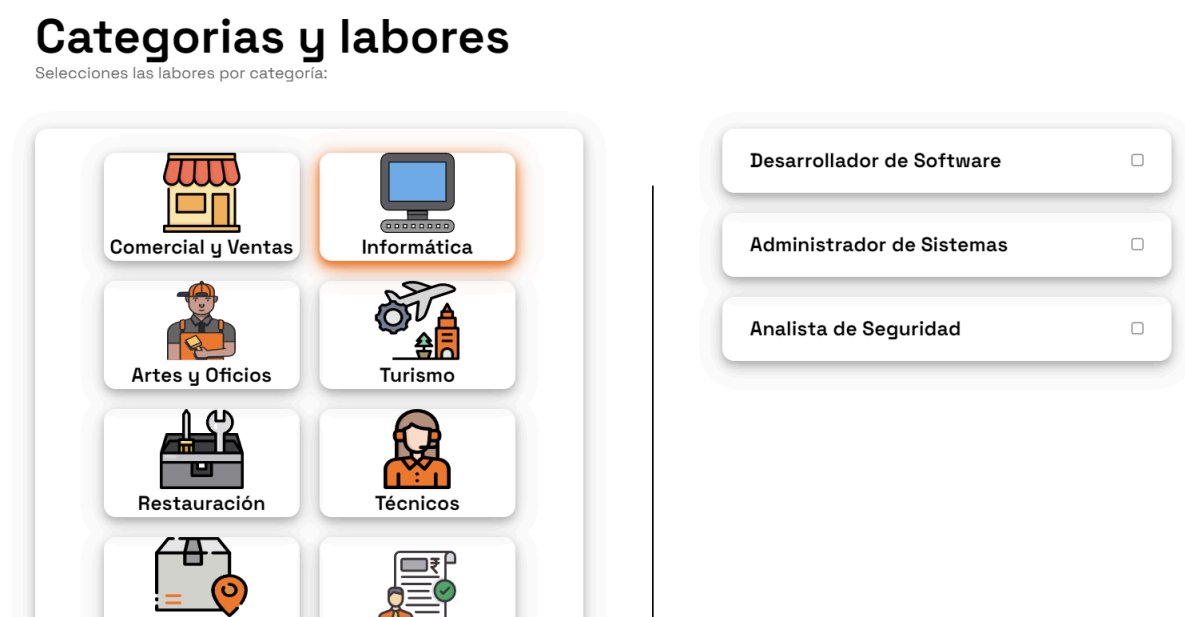 Categorias y labores
Selecciones las labores por categoría:
Comercial y Ventas
Informática
Artes y Oficios
Turismo
Restauración
Técnicos
Desarrollador de Software
Administrador de Sistemas
Analista de Seguridad